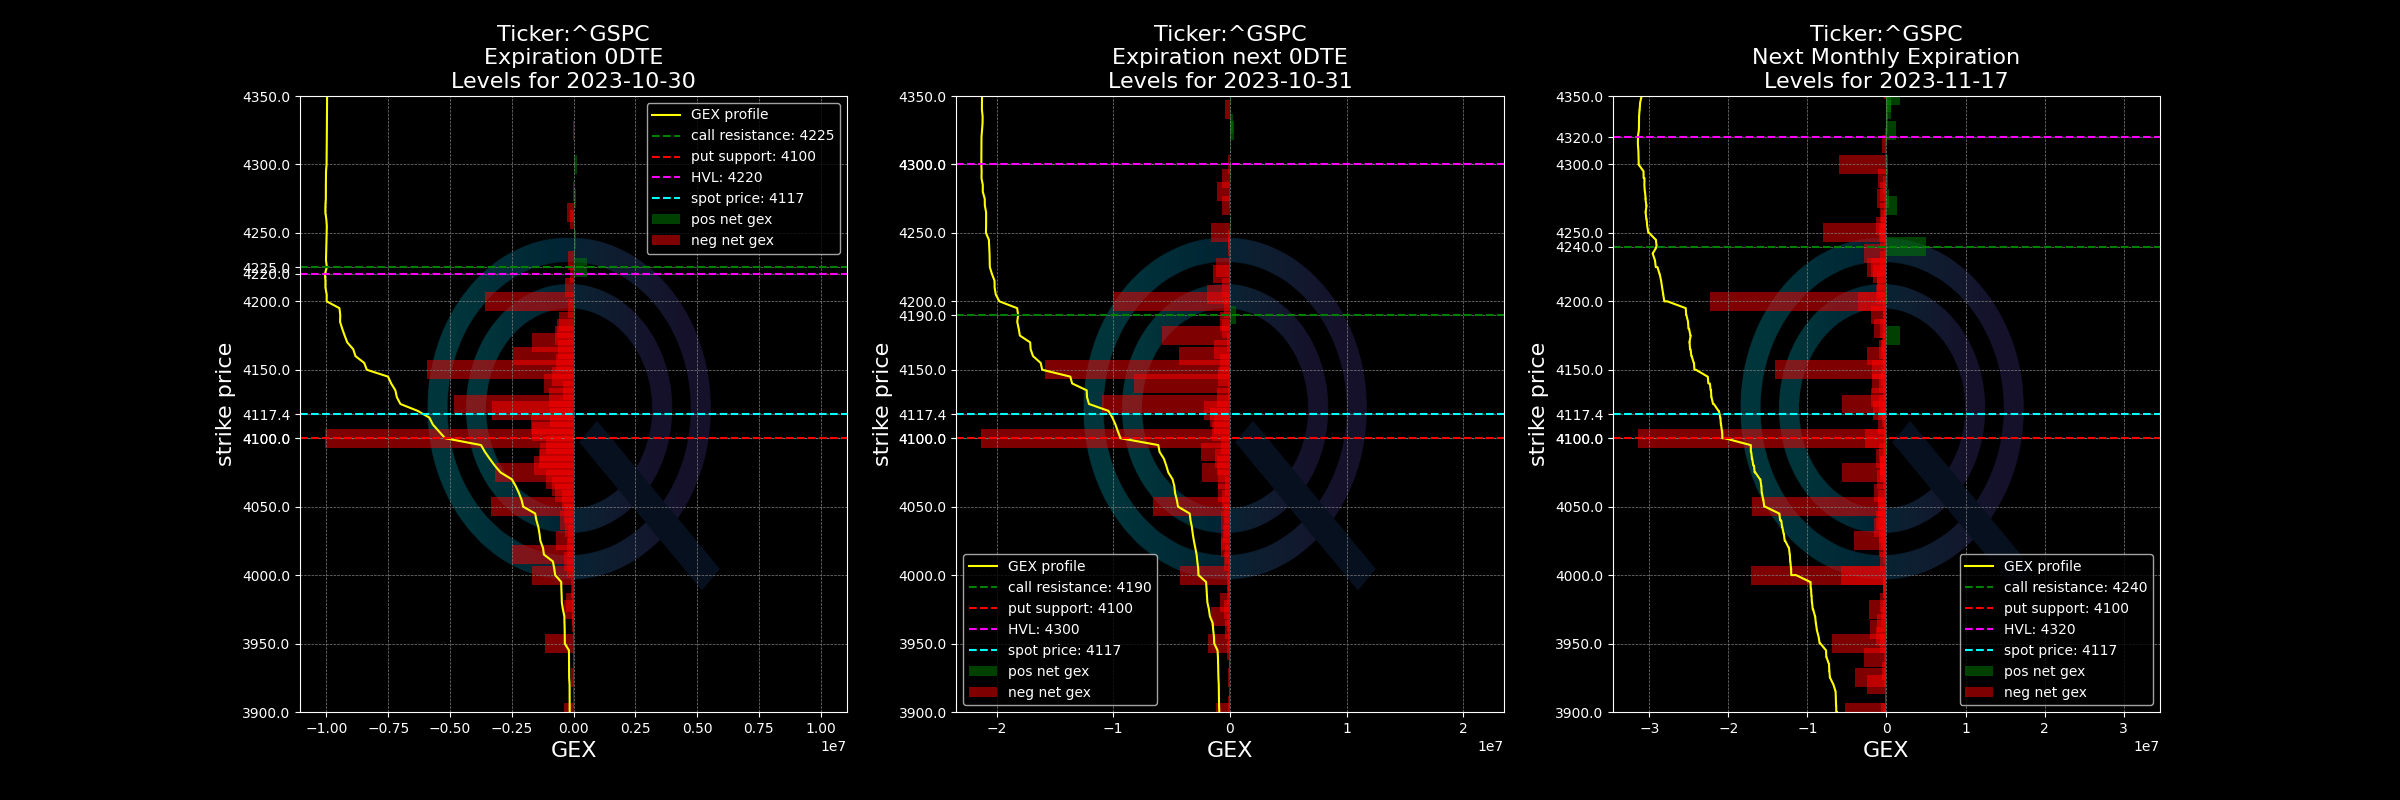 Ticker:^GSPC
Expiration 0DTE
Levels for 2023-10-30
4350.0
4300.0
4250.0
4225.0
4220.0
4200.0
4150.0
4117.4
4100.0
4050.0
4000.0
3950.0
3900.0
strike price
GEX profile
call resistance: 4225
put support: 4100
HVL: 4220
spot price: 4117
pos net gex
neg net gex
−1.00 −0.75 −0.50 −0.25 0.00 0.25 0.50 0.75 1.00
1e7
GEX
Ticker:^GSPC
Expiration next 0DTE
Levels for 2023-10-31
4350.0
4300.0
4250.0
4200.0
4190.0
4150.0
4117.4
4100.0
4050.0
4000.0
3950.0
3900.0
strike price
GEX profile
call resistance: 4190
put support: 4100
HVL: 4300
spot price: 4117
pos net gex
neg net gex
−2 −1 0 1 2
1e7
GEX
Ticker:^GSPC
Next Monthly Expiration
Levels for 2023-11-17
4350.0
4320.0
4300.0
4250.0
4240.0
4200.0
4150.0
4117.4
4100.0
4050.0
4000.0
3950.0
3900.0
strike price
GEX profile
call resistance: 4240
put support: 4100
HVL: 4320
spot price: 4117
pos net gex
neg net gex
−3 −2 −1 0 1 2 3
1e7
GEX